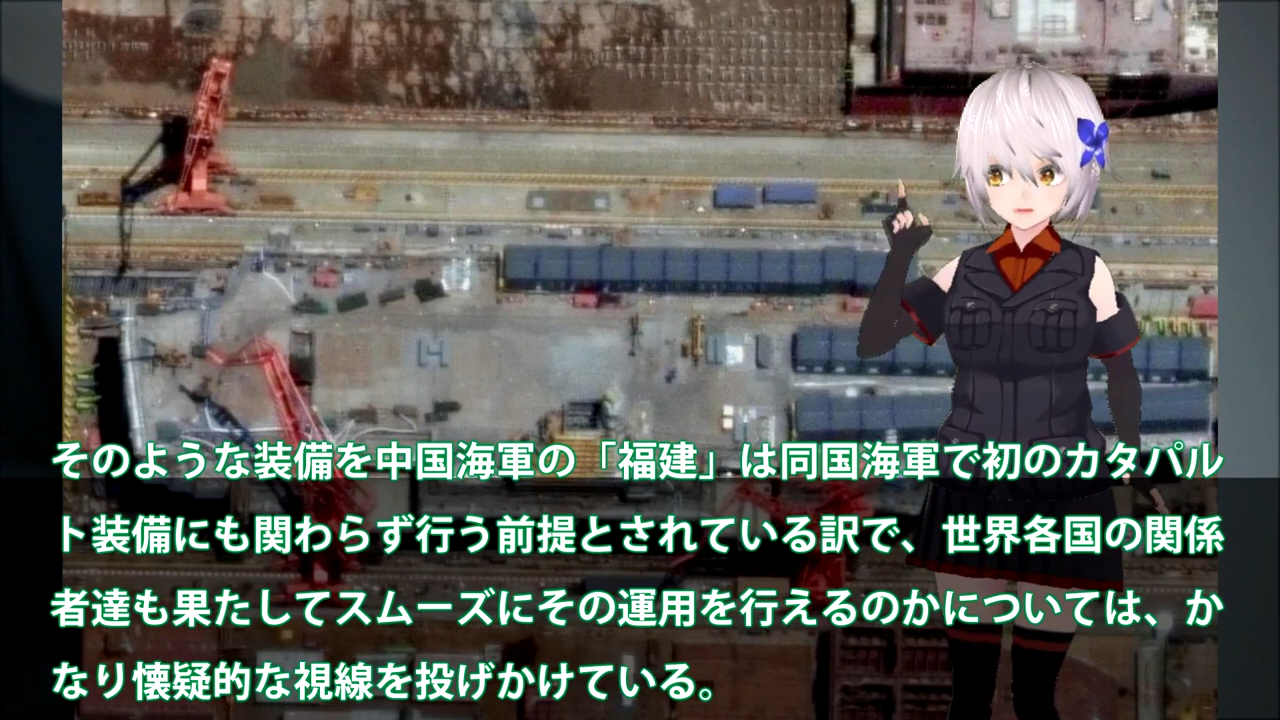 そのような装備を中国海軍の「福建」は同国海軍で初のカタパル
ト装備にも関わらず行う前提とされている訳で、世界各国の関係
者達も果たしてスムーズにその運用を行えるのかについては、か
なり懐疑的な視線を投げかけている。